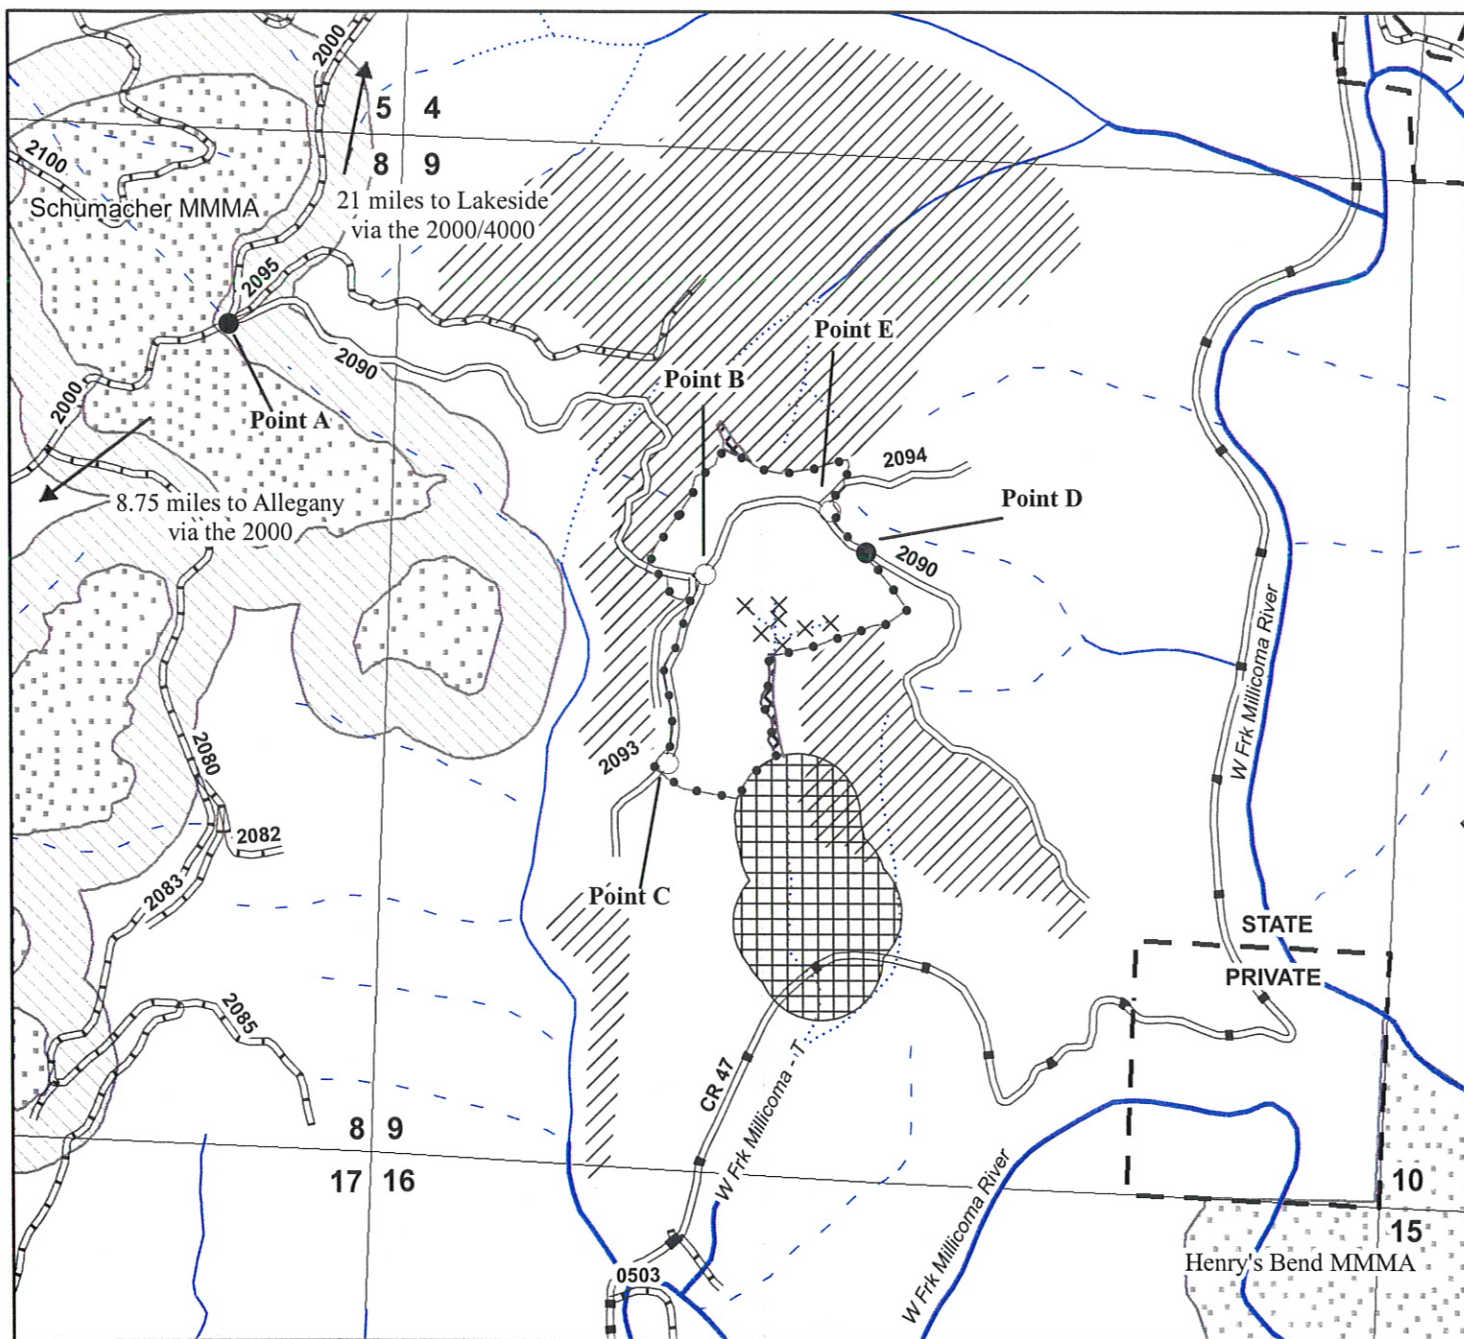 2000
5 4
8 9
2100
Schumacher MMMA
21 miles to Lakeside
via the 2000/4000
2095
Point E
2090
Point B
2000
Point A
2094
8.75 miles to Allegany
via the 2000
Point D
2090
W Frk Millicoma River
2080
2093
2082
2083
Point C
STATE
PRIVATE
2085
CR 47
W Frk Millicoma - T
8 9
17 16
W Frk Millicoma River
10
15
Henry's Bend MMMA
0503